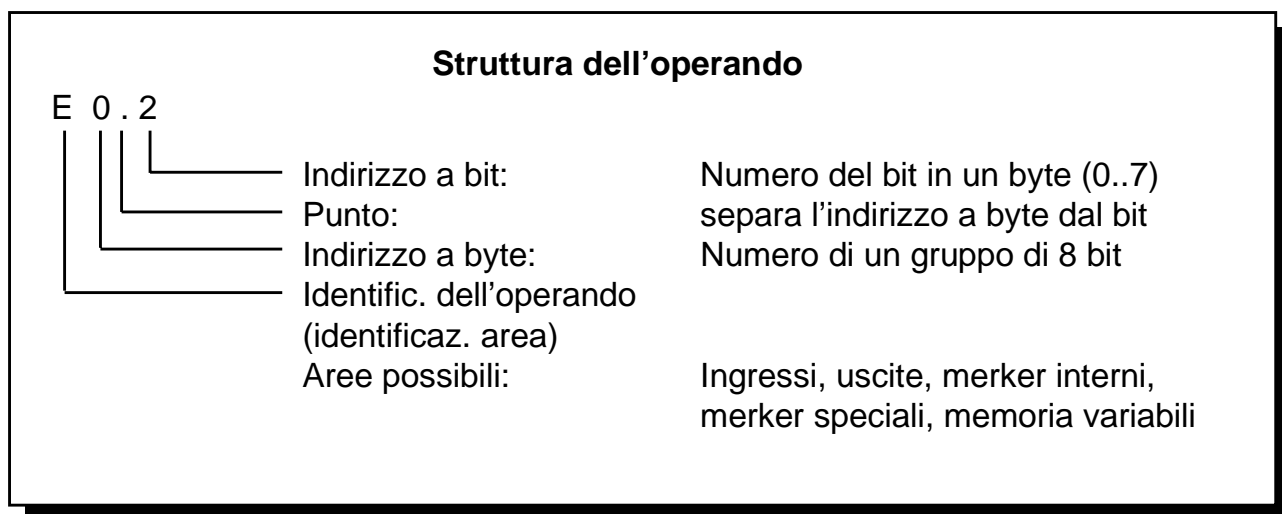 Struttura dell’operando
E 0 . 2
Indirizzo a bit: Numero del bit in un byte (0..7)
Punto: separa l’indirizzo a byte dal bit
Indirizzo a byte: Numero di un gruppo di 8 bit
Identific. dell’operando
(identificaz. area)
Aree possibili: Ingressi, uscite, merker interni,
merker speciali, memoria variabili